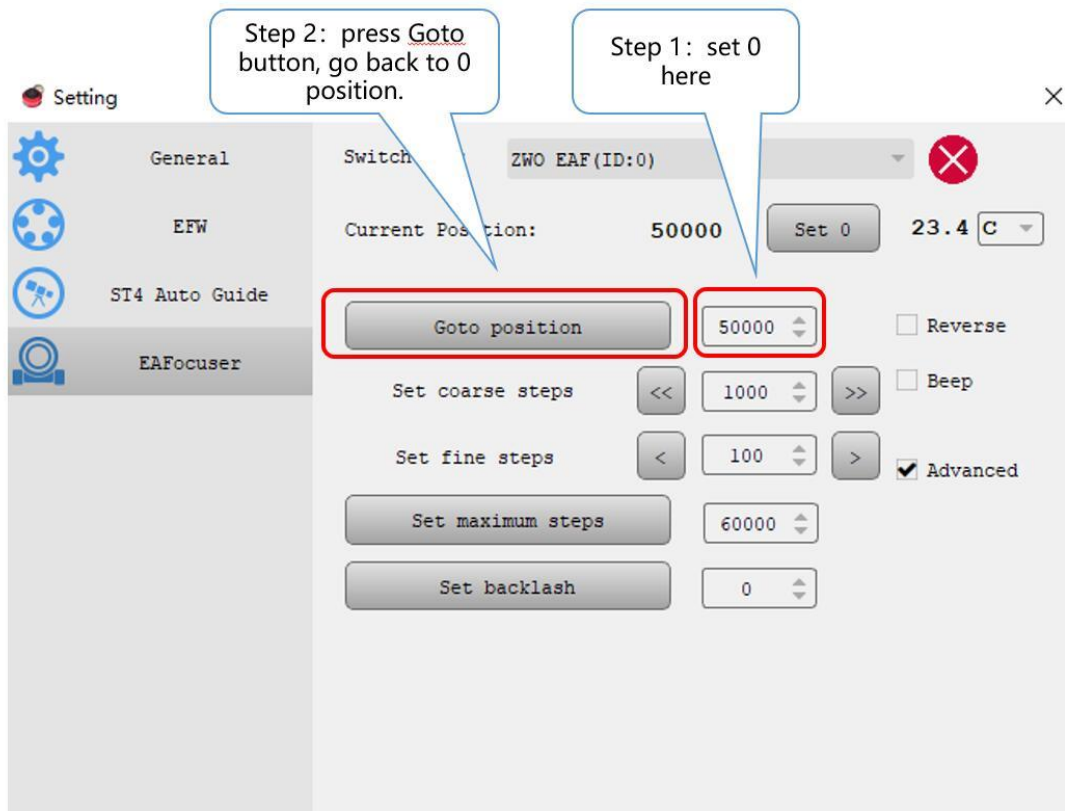 Step 2：press Goto
button, go back to 0
position.
Step 1：set 0
here
Setting
General
EFW
ST4 Auto Guide
EAFocuser
Switch
ZWO EAF(ID:0)
Current Position:
50000
Set 0
23.4
C
Goto position
50000
Reverse
Set coarse steps
<<
1000
>>
Beep
Set fine steps
<
100
>
Advanced
Set maximum steps
60000
Set backlash
0